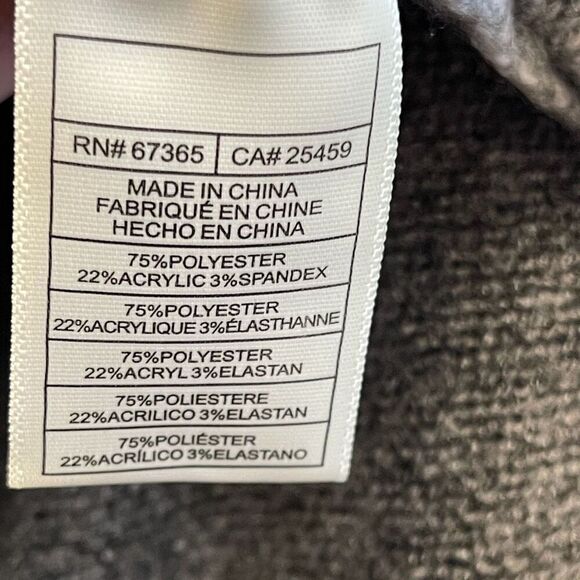 RN# 67365 CA# 25459
MADE IN CHINA
FABRIQUÉ EN CHINE
HECHO EN CHINA
75%POLYESTER
22%ACRYLIC 3%SPANDEX
75%POLYESTER
22%ACRYLIQUE 3%ÉLASTHANNE
75%POLYESTER
22%ACRYL 3%ELASTAN
75%POLIESTERE
22%ACRILICO 3%ELASTAN
75%POLIÉSTER
22%ACRÍLICO 3%ELASTANO